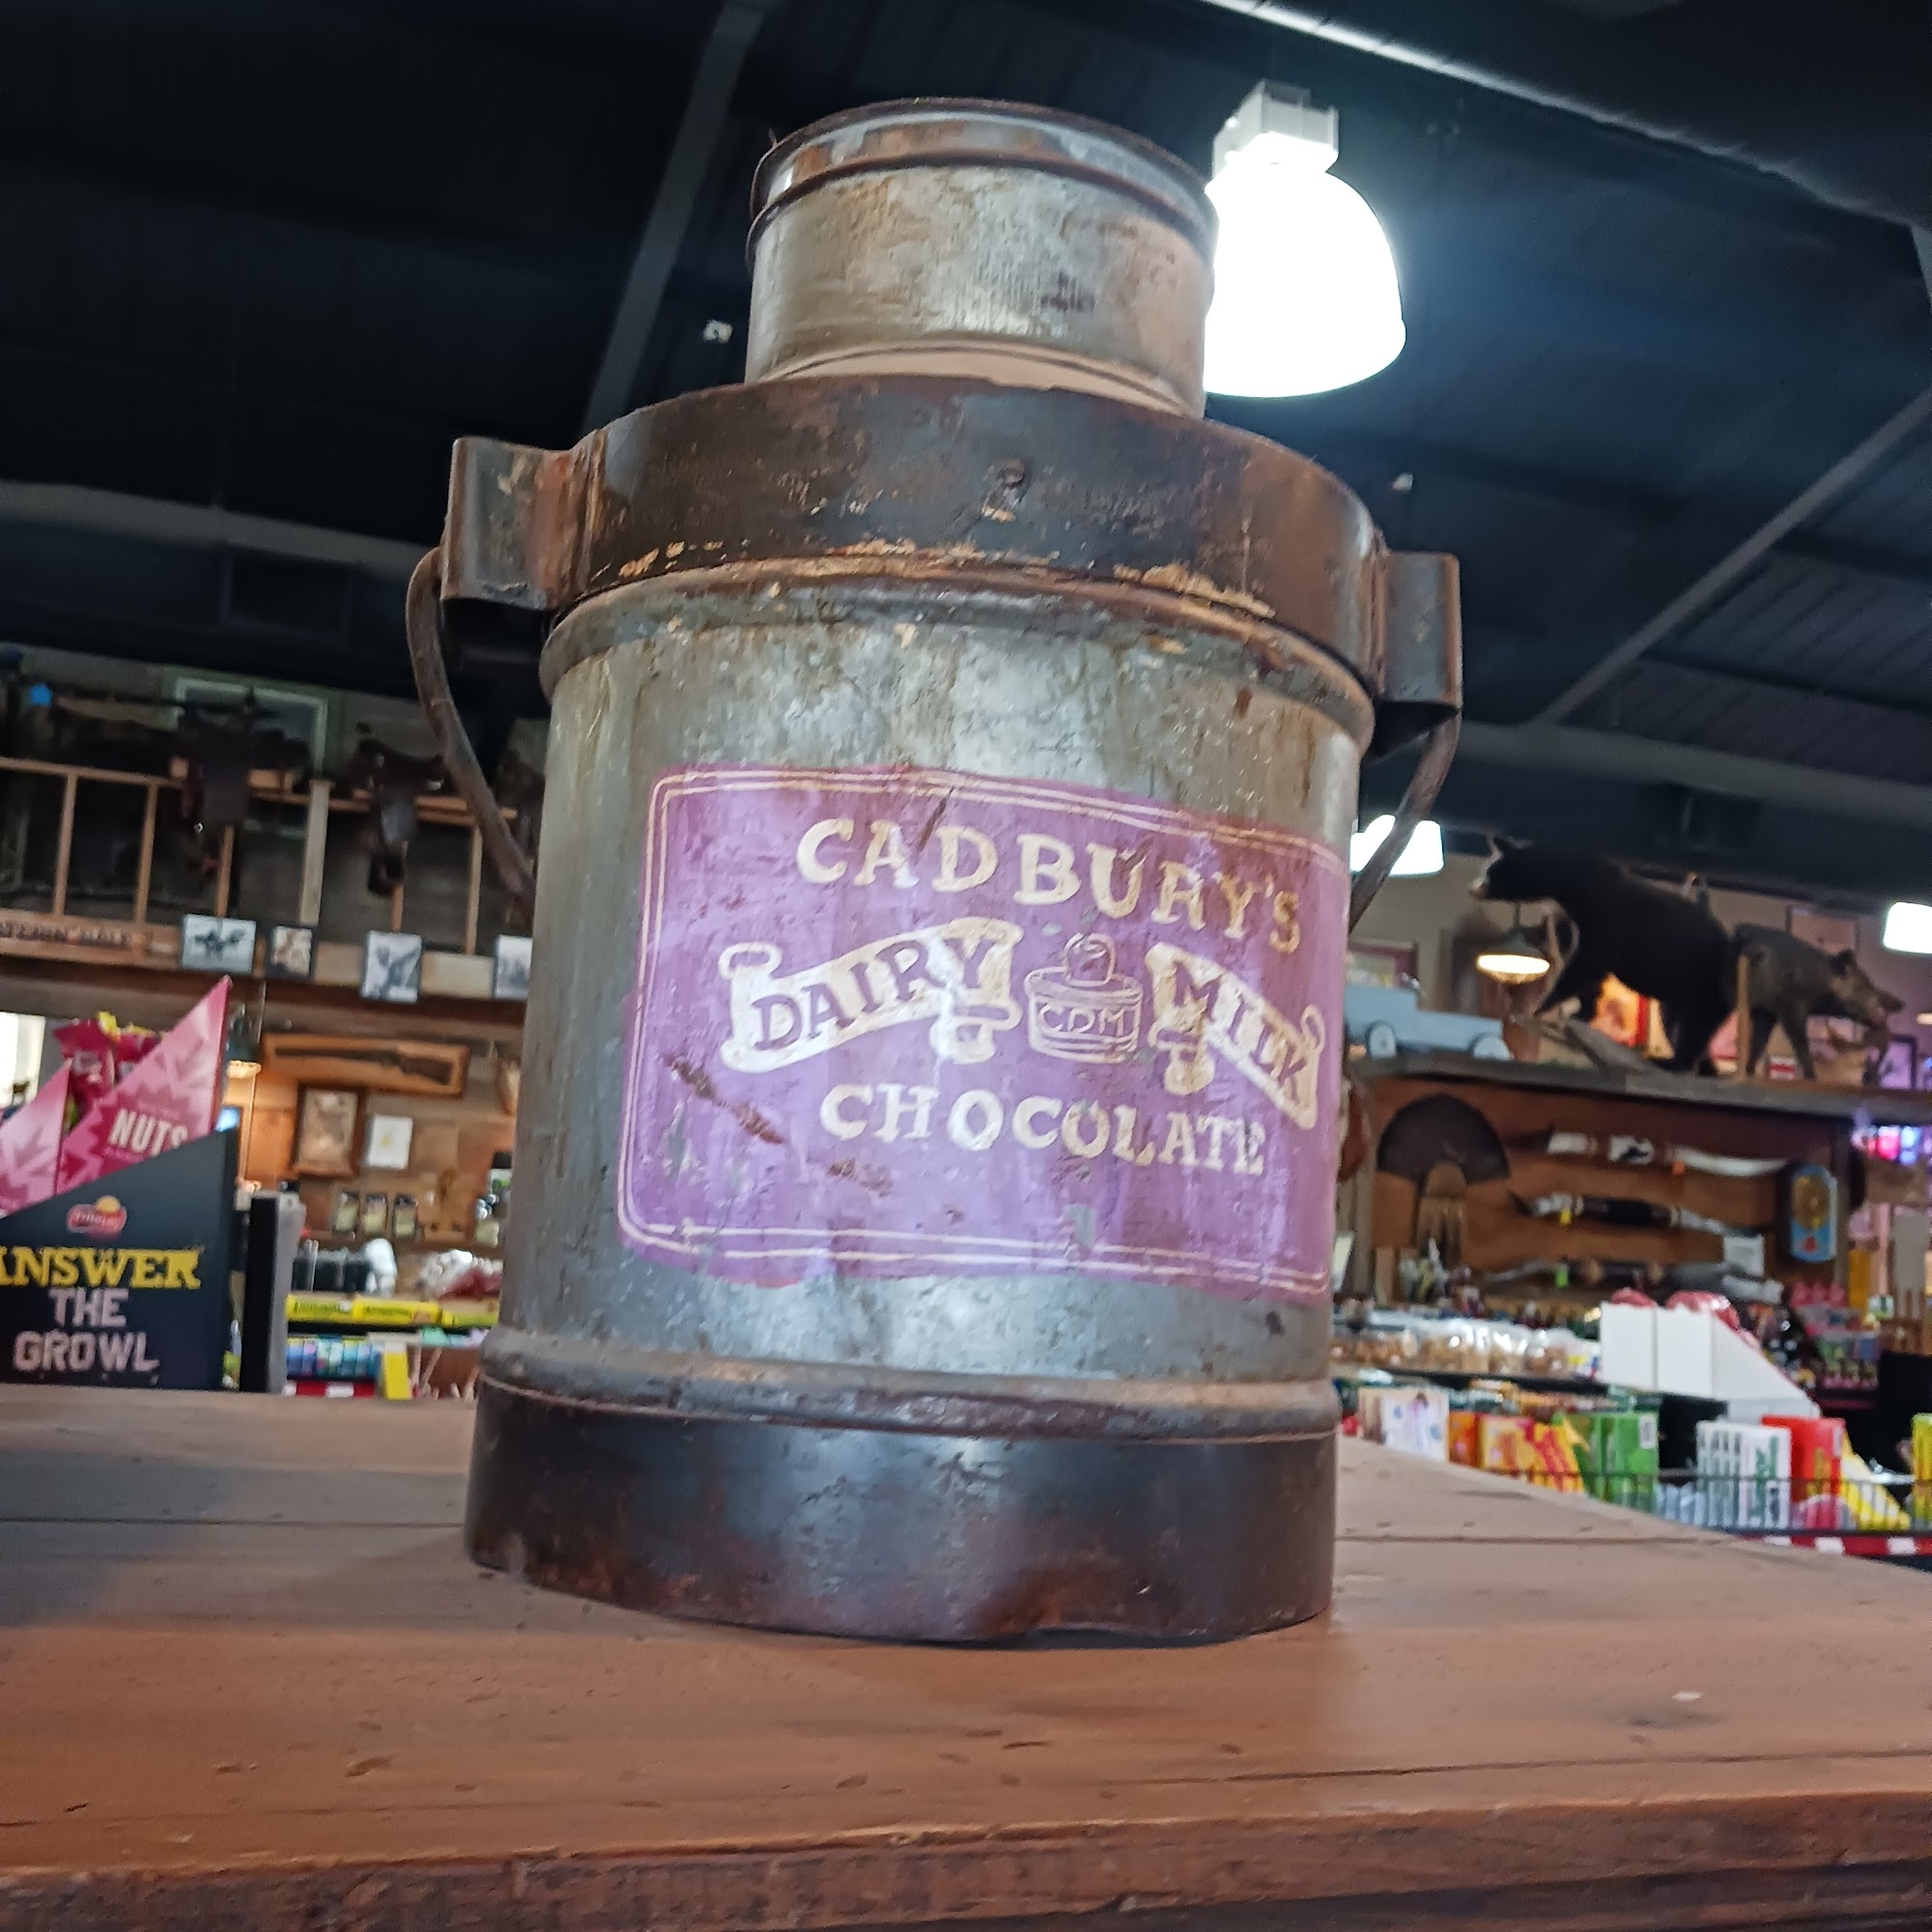 CADBURY'S
DAIRY MILK
CDM
CHOCOLATE
NUTS
ANSWER
THE
GROWL